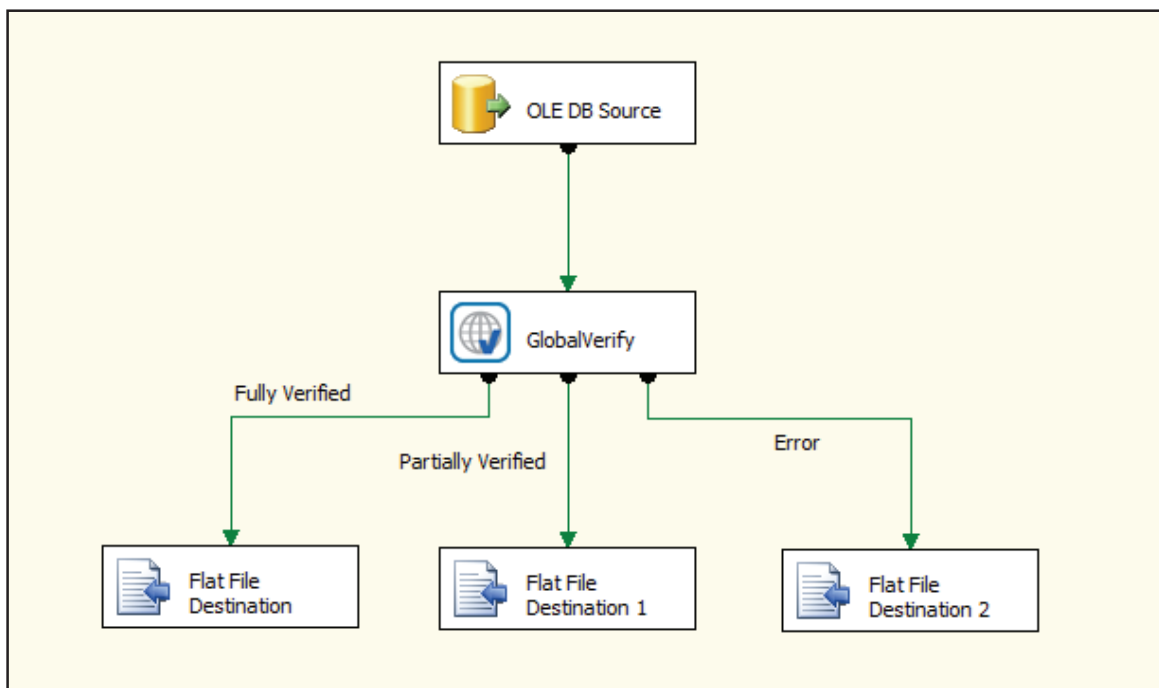 OLE DB Source
GlobalVerify
Fully Verified
Partially Verified
Error
Flat File
Destination
Flat File
Destination 1
Flat File
Destination 2